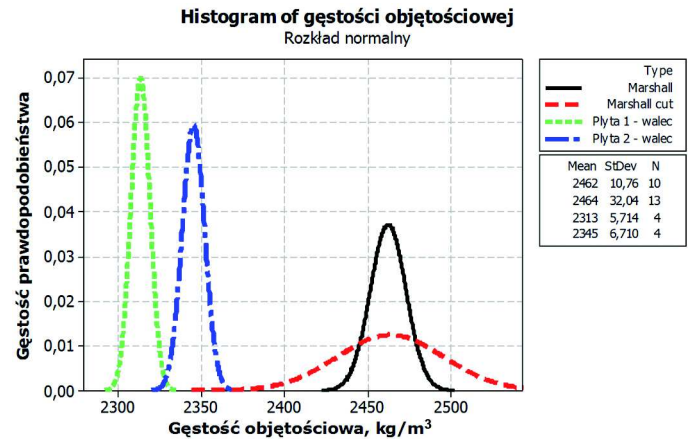 Histogram of gęstości objętościowej
Rozkład normalny
Gęstość prawdopodobieństwa
0,07
0,06
0,05
0,04
0,03
0,02
0,01
0,00
2300
2350
2400
2450
2500
Gęstość objętościowa, kg/m³
Type
Marshall
Marshall cut
Plyta 1 - walec
Plyta 2 - walec
Mean StDev N
2462 10,76 10
2464 32,04 13
2313 5,714 4
2345 6,710 4